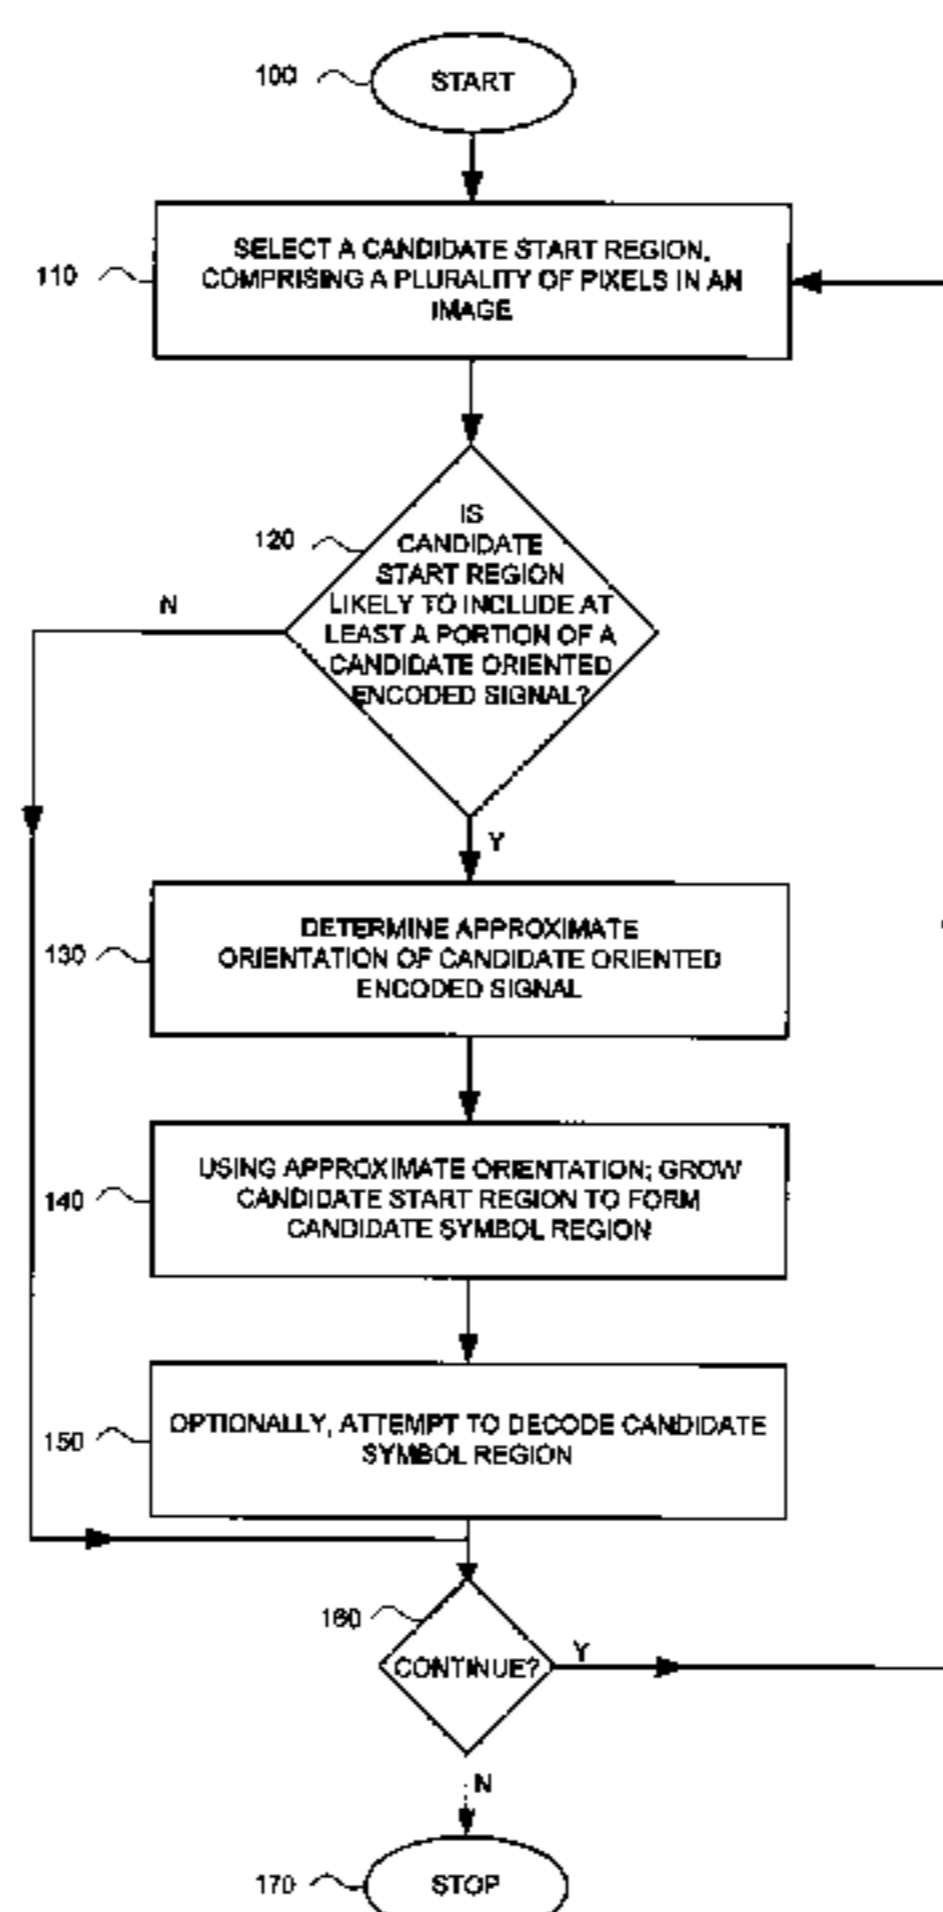 100
START
110
SELECT A CANDIDATE START REGION,
COMPRISING A PLURALITY OF PIXELS IN AN
IMAGE
120
IS
CANDIDATE
START REGION
LIKELY TO INCLUDE AT
LEAST A PORTION OF A
CANDIDATE ORIENTED
ENCODED SIGNAL?
N
Y
130
DETERMINE APPROXIMATE
ORIENTATION OF CANDIDATE ORIENTED
ENCODED SIGNAL
140
USING APPROXIMATE ORIENTATION; GROW
CANDIDATE START REGION TO FORM
CANDIDATE SYMBOL REGION
150
OPTIONALLY, ATTEMPT TO DECODE CANDIDATE
SYMBOL REGION
160
CONTINUE?
Y
N
170
STOP